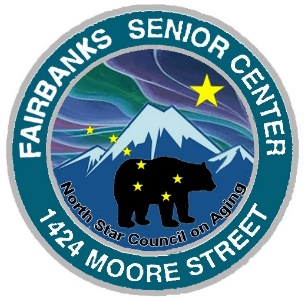 FAIRBANKS SENIOR CENTER
North Star Council on Aging
1424 MOORE STREET